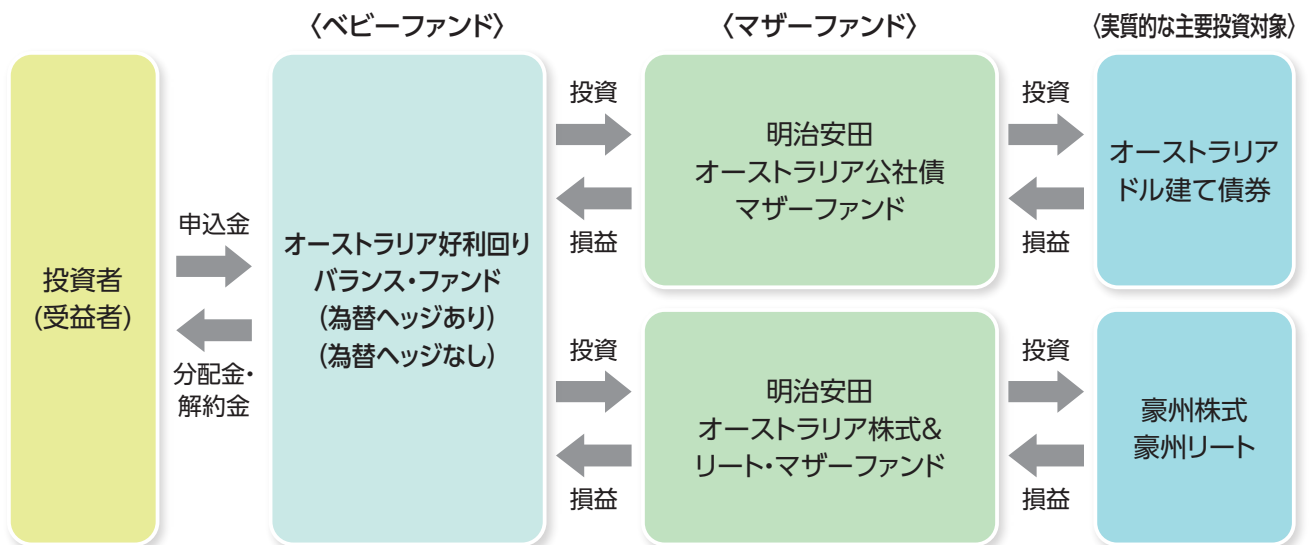 〈ベビーファンド〉
〈マザーファンド〉
〈実質的な主要投資対象〉
投資者
(受益者)
申込金
分配金・
解約金
オーストラリア好利回り
バランス・ファンド
(為替ヘッジあり)
(為替ヘッジなし)
投資
損益
明治安田
オーストラリア公社債
マザーファンド
投資
損益
オーストラリア
ドル建て債券
投資
損益
明治安田
オーストラリア株式&
リート・マザーファンド
投資
損益
豪州株式
豪州リート